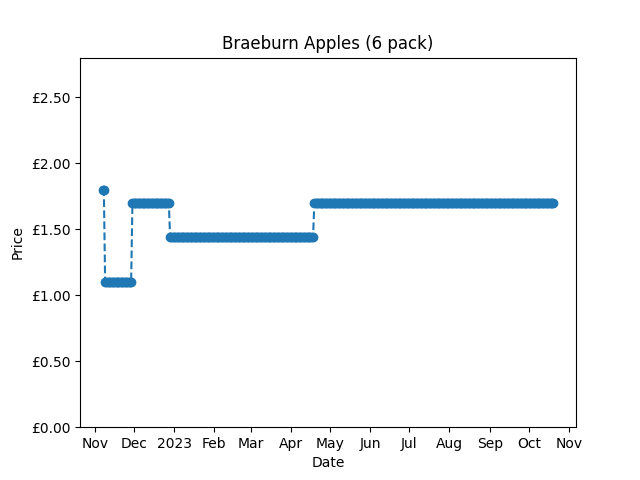 Braeburn Apples (6 pack)
£2.50
£2.00
£1.50
£1.00
£0.50
£0.00
Price
Nov Dec 2023 Feb Mar Apr May Jun Jul Aug Sep Oct Nov
Date